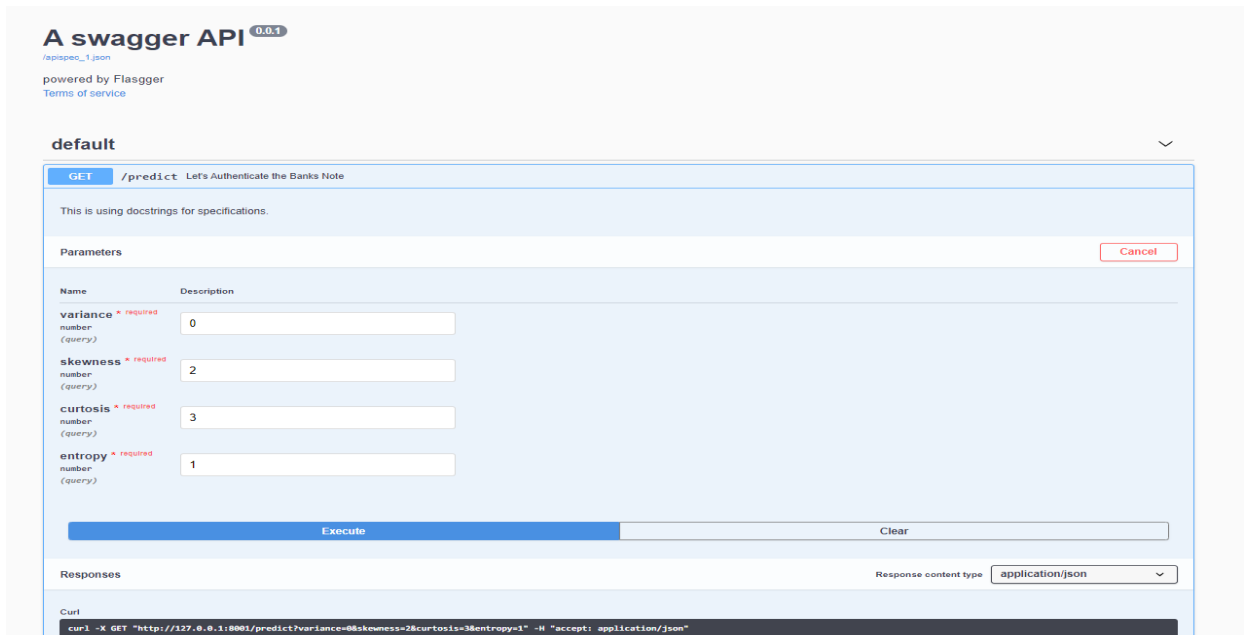 A swagger API 0.0.1
/apispec_1.json
powered by Flasgger
Terms of service
default
GET /predict Let's Authenticate the Banks Note
This is using docstrings for specifications.
Parameters Cancel
Name Description
variance * required
number
(query)
0
skewness * required
number
(query)
2
curtosis * required
number
(query)
3
entropy * required
number
(query)
1
Execute Clear
Responses Response content type application/json
Curl
curl -X GET "http://127.0.0.1:8001/predict?variance=0&skewness=2&curtosis=3&entropy=1" -H "accept: application/json"